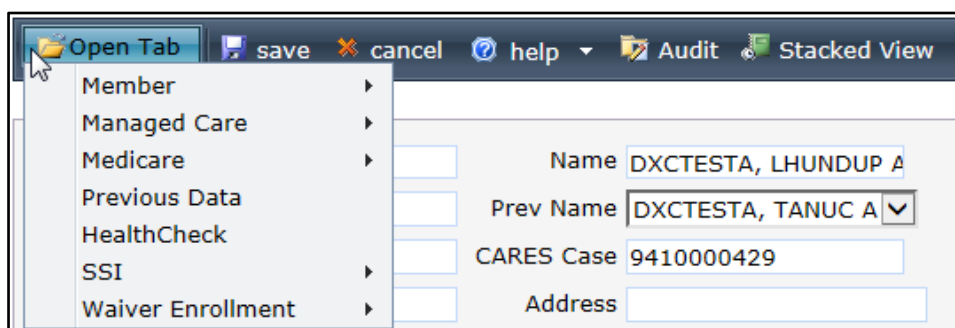 Open Tab save cancel help Audit Stacked View
Member
Managed Care
Medicare
Previous Data
HealthCheck
SSI
Waiver Enrollment
Name DXCTESTA, LHUNDUP A
Prev Name DXCTESTA, TANUC A
CARES Case 9410000429
Address